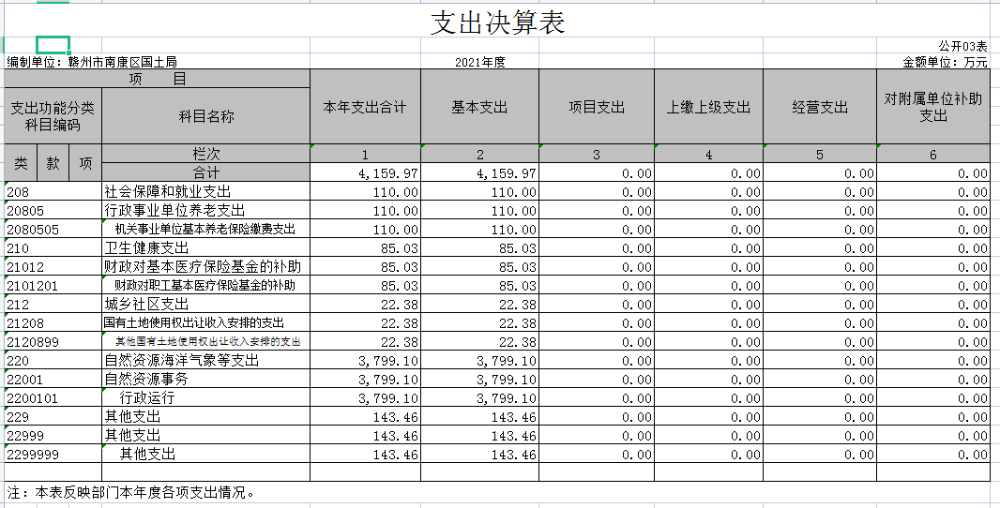 支出决算表
公开03表
编制单位：赣州市南康区国土局 2021年度 金额单位：万元
项 目 本年支出合计 基本支出 项目支出 上缴上级支出 经营支出 对附属单位补助支出
支出功能分类科目编码 科目名称
类 款 项 栏次 1 2 3 4 5 6
合计 4,159.97 4,159.97 0.00 0.00 0.00 0.00
208 社会保障和就业支出 110.00 110.00 0.00 0.00 0.00 0.00
20805 行政事业单位养老支出 110.00 110.00 0.00 0.00 0.00 0.00
2080505 机关事业单位基本养老保险缴费支出 110.00 110.00 0.00 0.00 0.00 0.00
210 卫生健康支出 85.03 85.03 0.00 0.00 0.00 0.00
21012 财政对基本医疗保险基金的补助 85.03 85.03 0.00 0.00 0.00 0.00
2101201 财政对职工基本医疗保险基金的补助 85.03 85.03 0.00 0.00 0.00 0.00
212 城乡社区支出 22.38 22.38 0.00 0.00 0.00 0.00
21208 国有土地使用权出让收入安排的支出 22.38 22.38 0.00 0.00 0.00 0.00
2120899 其他国有土地使用权出让收入安排的支出 22.38 22.38 0.00 0.00 0.00 0.00
220 自然资源海洋气象等支出 3,799.10 3,799.10 0.00 0.00 0.00 0.00
22001 自然资源事务 3,799.10 3,799.10 0.00 0.00 0.00 0.00
2200101 行政运行 3,799.10 3,799.10 0.00 0.00 0.00 0.00
229 其他支出 143.46 143.46 0.00 0.00 0.00 0.00
22999 其他支出 143.46 143.46 0.00 0.00 0.00 0.00
2299999 其他支出 143.46 143.46 0.00 0.00 0.00 0.00
注：本表反映部门本年度各项支出情况。